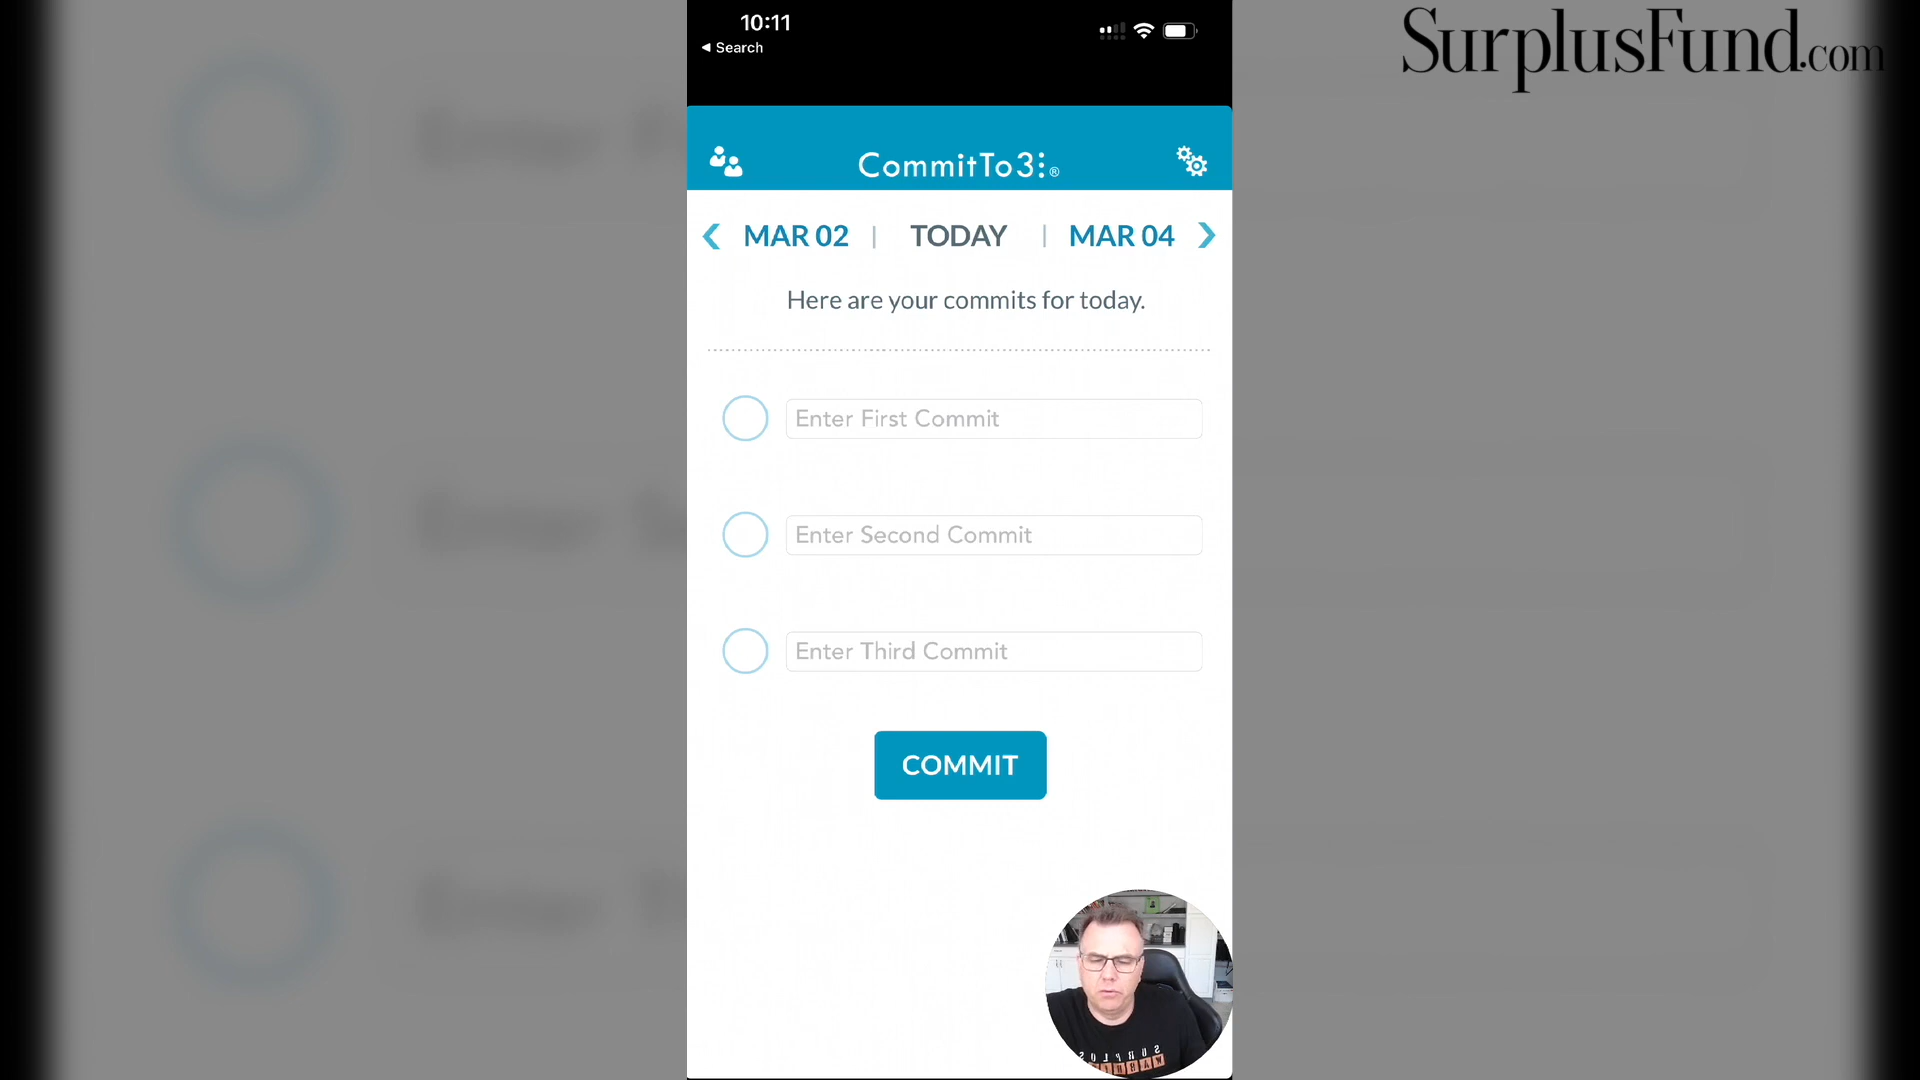 10:11
Search
SurplusFund.com
CommitTo3®
MAR 02 | TODAY | MAR 04
Here are your commits for today.
Enter First Commit
Enter Second Commit
Enter Third Commit
COMMIT
SURPLUS